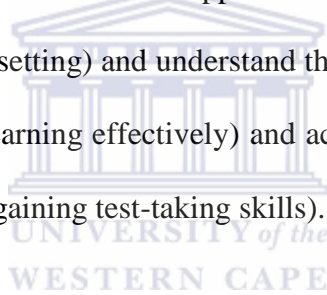 setting) and understand th
arning effectively) and ac
gaining test-taking skills).
UNIVERSITY of the
WESTERN CAPE